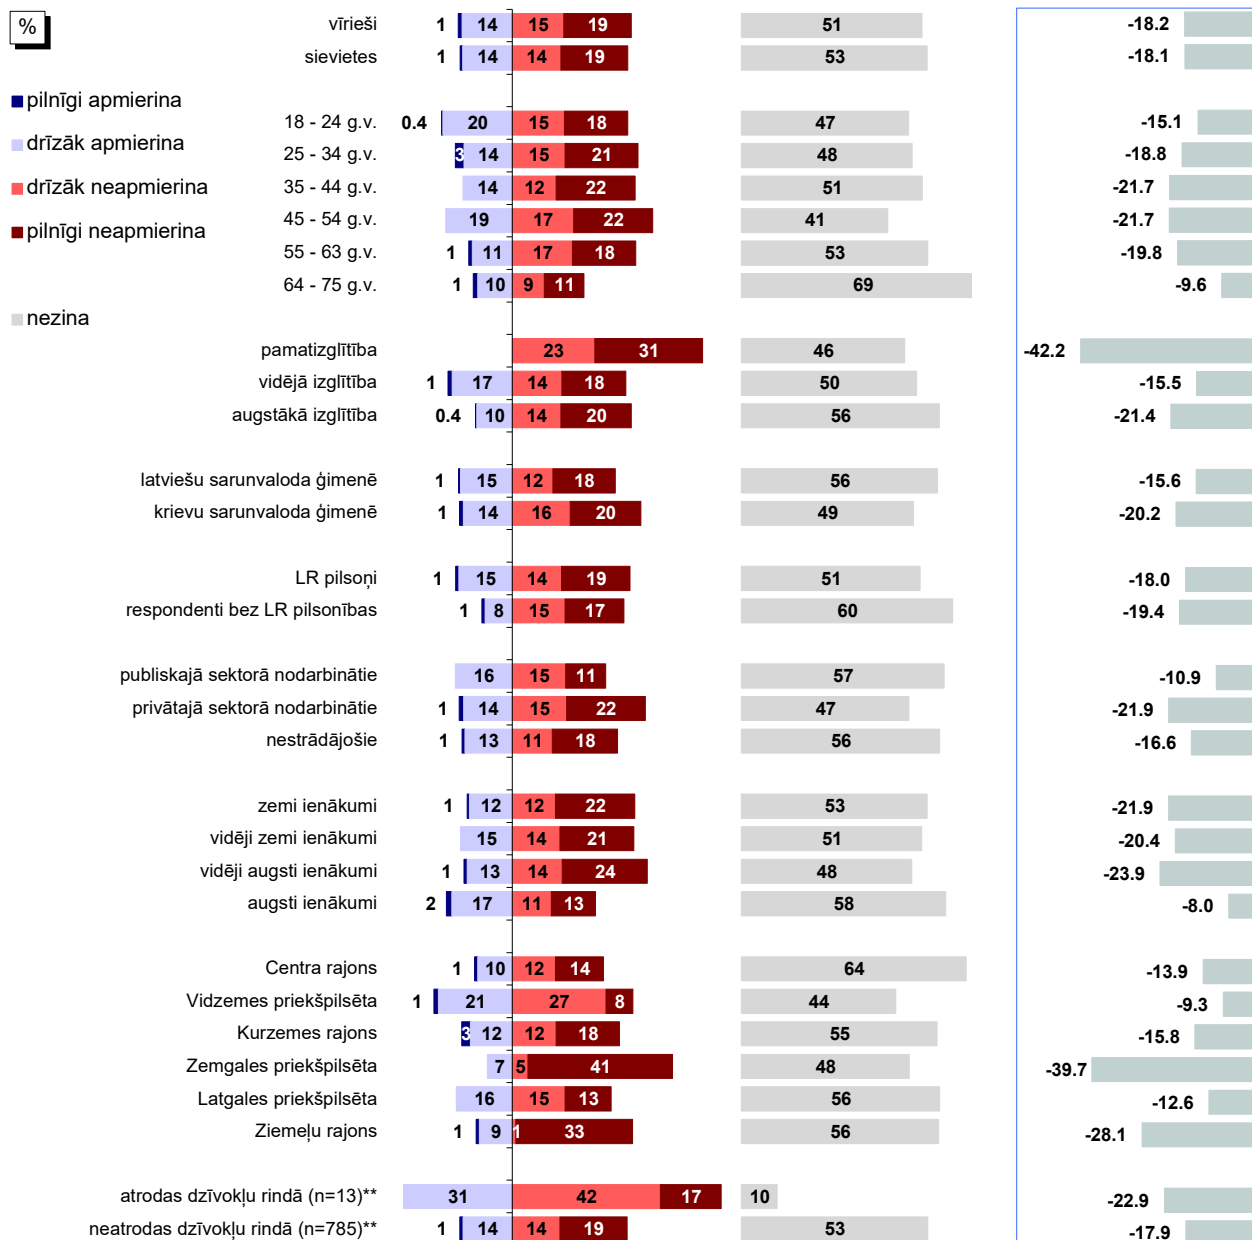 %
pilnīgi apmierina
drīzāk apmierina
drīzāk neapmierina
pilnīgi neapmierina
nezina
vīrieši 1 14 15 19 51 -18.2
sievietes 1 14 14 19 53 -18.1
18 - 24 g.v. 0.4 20 15 18 47 -15.1
25 - 34 g.v. 3 14 15 21 48 -18.8
35 - 44 g.v. 14 12 22 51 -21.7
45 - 54 g.v. 19 17 22 41 -21.7
55 - 63 g.v. 1 11 17 18 53 -19.8
64 - 75 g.v. 1 10 9 11 69 -9.6
pamatizglītība 23 31 46 -42.2
vidējā izglītība 1 17 14 18 50 -15.5
augstākā izglītība 0.4 10 14 20 56 -21.4
latviešu sarunvaloda ģimenē 1 15 12 18 56 -15.6
krievu sarunvaloda ģimenē 1 14 16 20 49 -20.2
LR pilsoņi 1 15 14 19 51 -18.0
respondenti bez LR pilsonības 1 8 15 17 60 -19.4
publiskajā sektorā nodarbinātie 16 15 11 57 -10.9
privātajā sektorā nodarbinātie 1 14 15 22 47 -21.9
nestrādājošie 1 13 11 18 56 -16.6
zemi ienākumi 1 12 12 22 53 -21.9
vidēji zemi ienākumi 15 14 21 51 -20.4
vidēji augsti ienākumi 1 13 14 24 48 -23.9
augsti ienākumi 2 17 11 13 58 -8.0
Centra rajons 1 10 12 14 64 -13.9
Vidzemes priekšpilsēta 1 21 27 8 44 -9.3
Kurzemes rajons 3 12 12 18 55 -15.8
Zemgales priekšpilsēta 7 5 41 48 -39.7
Latgales priekšpilsēta 16 15 13 56 -12.6
Ziemeļu rajons 1 9 1 33 56 -28.1
atrodas dzīvokļu rindā (n=13)** 31 42 17 10 -22.9
neatrodas dzīvokļu rindā (n=785)** 1 14 14 19 53 -17.9